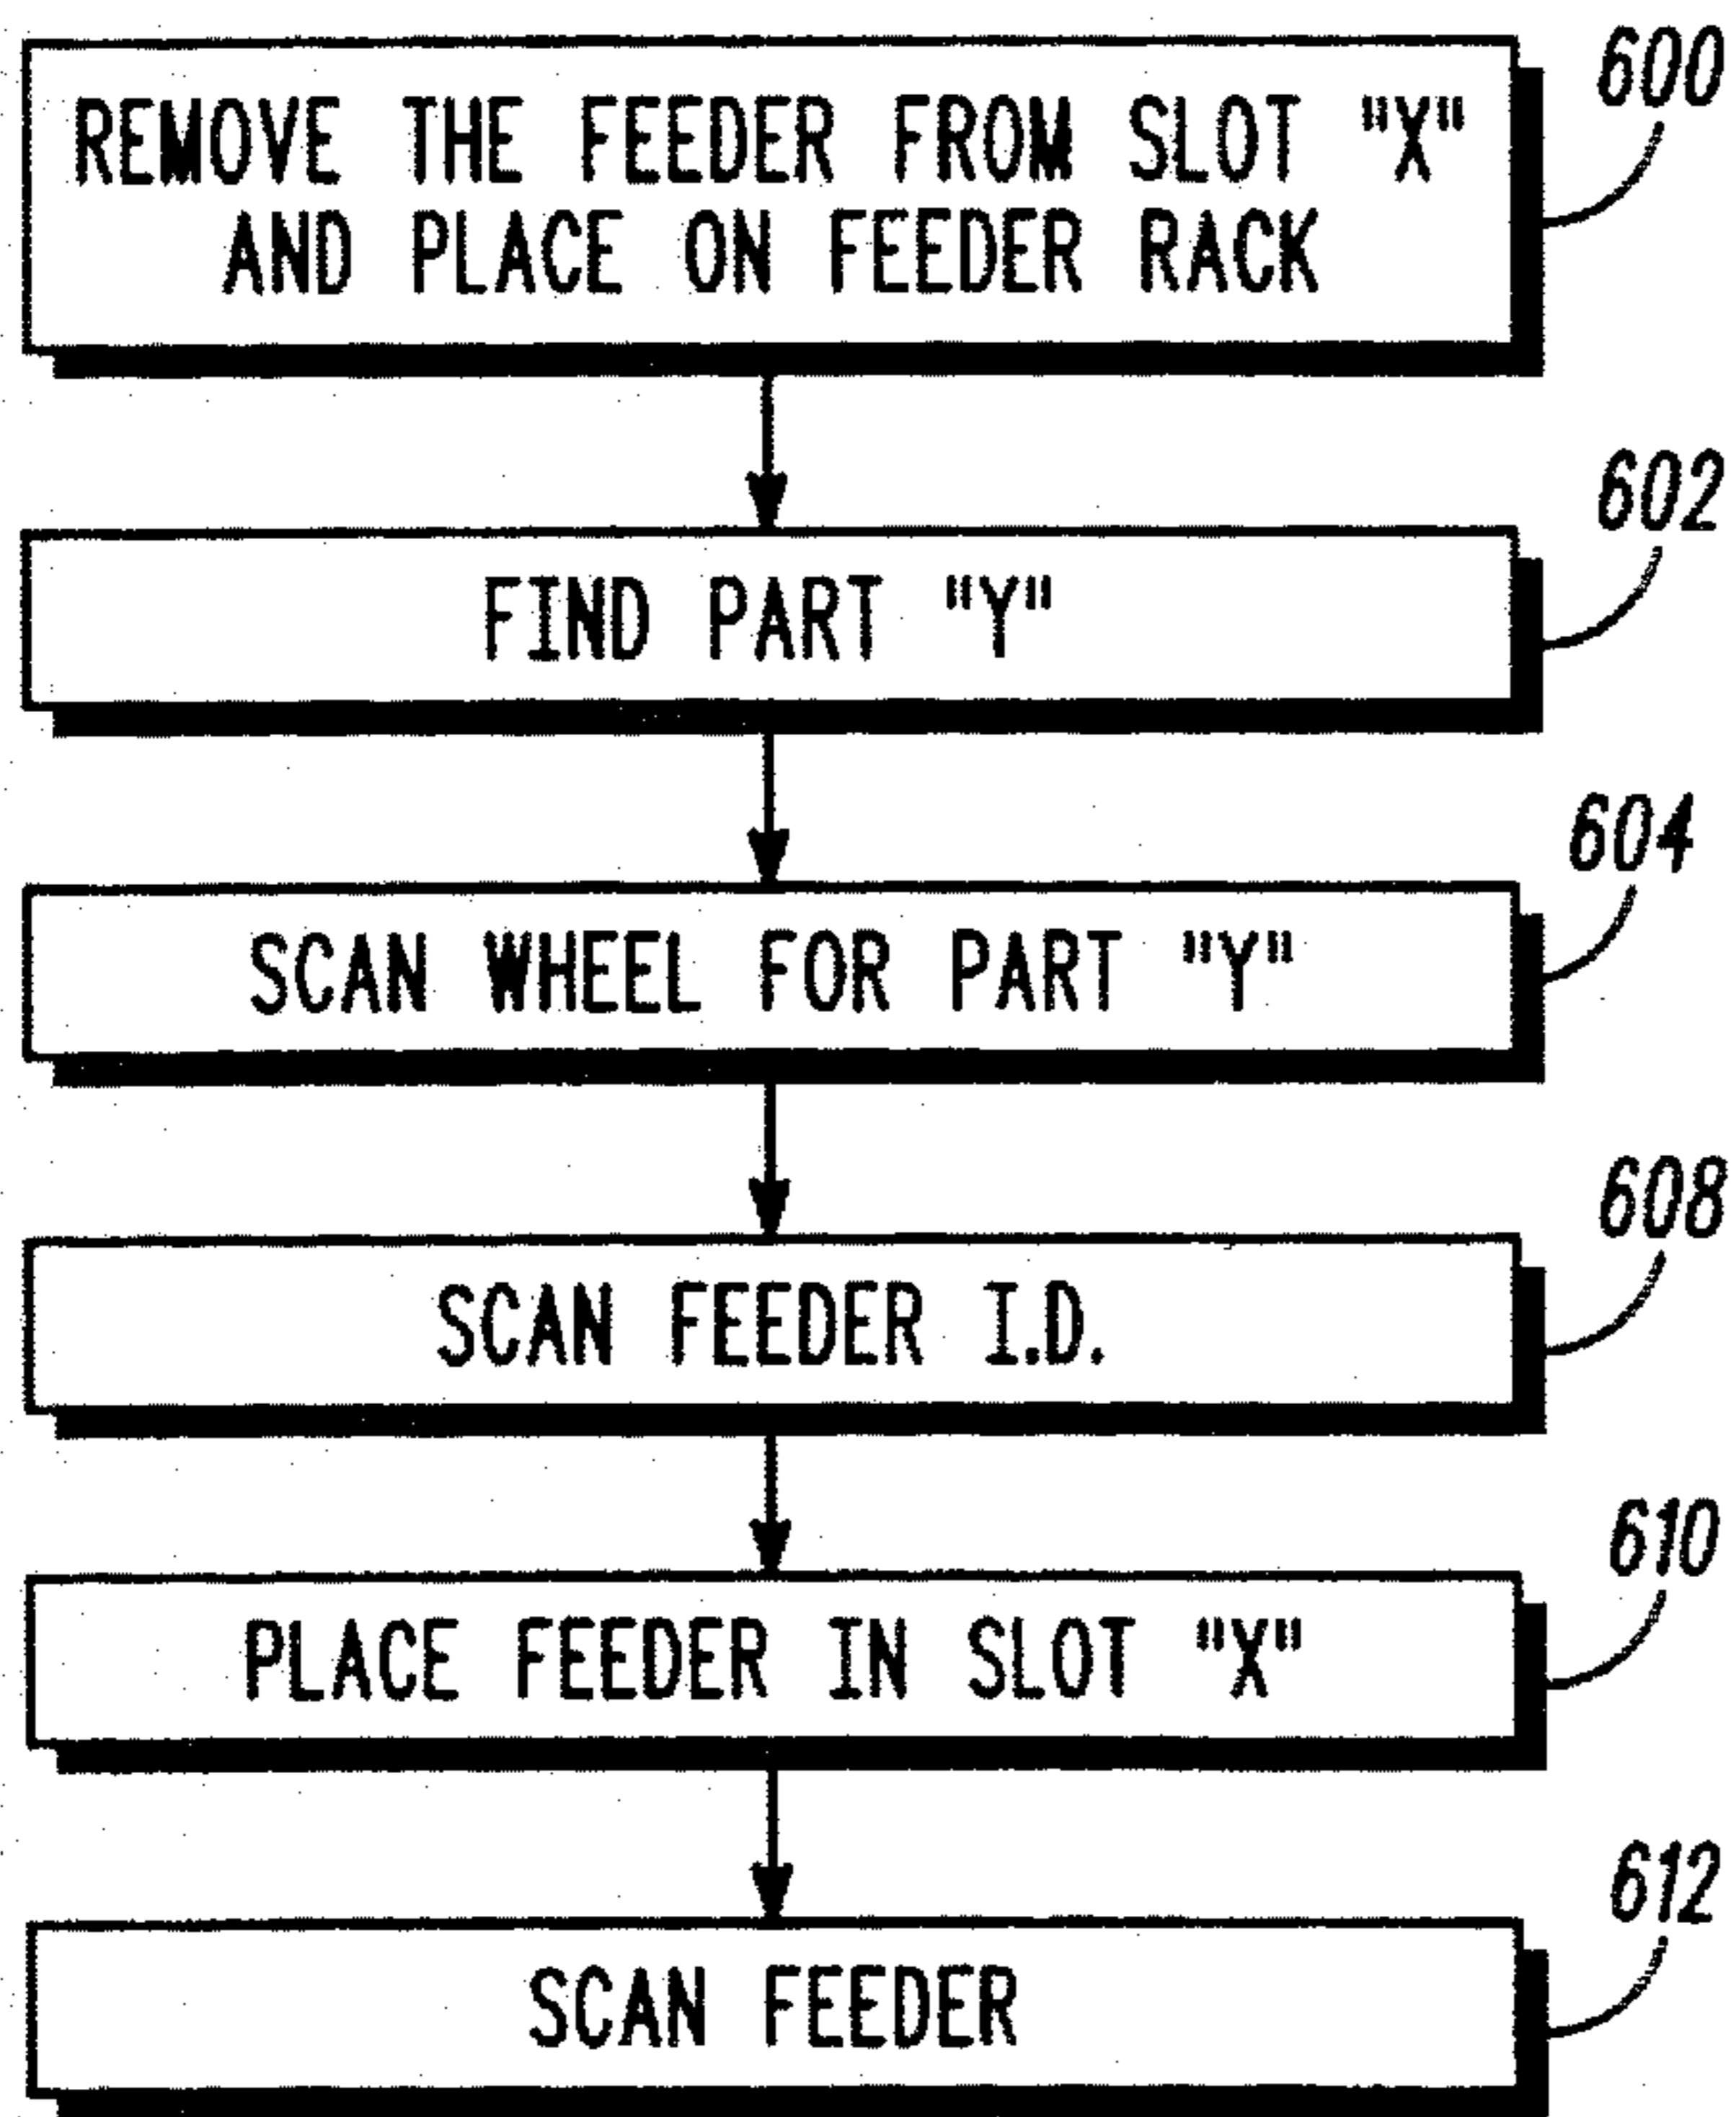 600
REMOVE THE FEEDER FROM SLOT "X"
AND PLACE ON FEEDER RACK
602
FIND PART "Y"
604
SCAN WHEEL FOR PART "Y"
608
SCAN FEEDER I.D.
610
PLACE FEEDER IN SLOT "X"
612
SCAN FEEDER